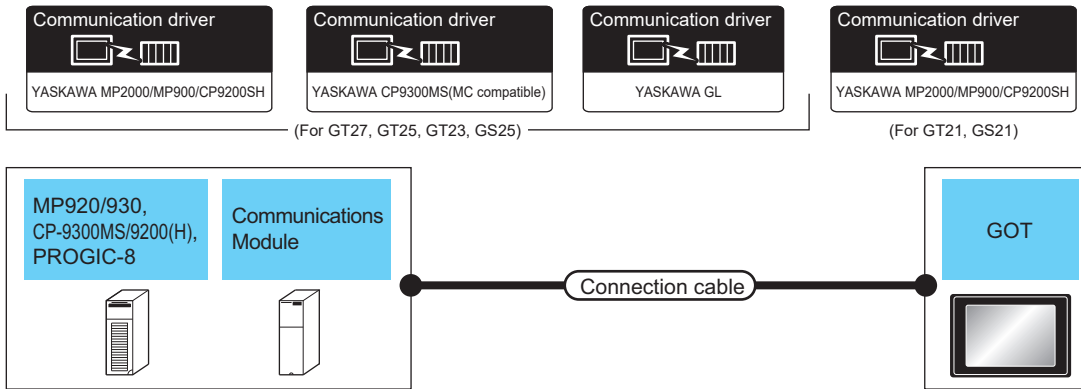 Communication driver
YASKAWA MP2000/MP900/CP9200SH
Communication driver
YASKAWA CP9300MS(MC compatible)
Communication driver
YASKAWA GL
Communication driver
YASKAWA MP2000/MP900/CP9200SH
(For GT27, GT25, GT23, GS25)
(For GT21, GS21)
MP920/930,
CP-9300MS/9200(H),
PROGIC-8
Communications
Module
Connection cable
GOT